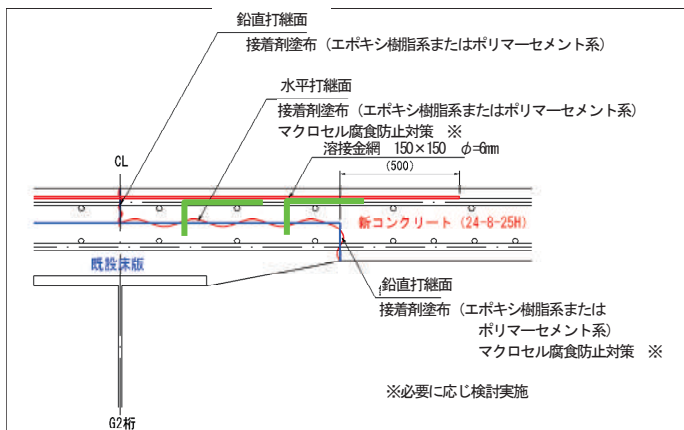 鉛直打継面
接着剤塗布（エポキシ樹脂系またはポリマーセメント系）
水平打継面
接着剤塗布（エポキシ樹脂系またはポリマーセメント系）
マクロセル腐食防止対策　※
溶接金網　150×150　φ=6mm
(500)
CL
新コンクリート（24-8-25H）
既設床版
鉛直打継面
接着剤塗布（エポキシ樹脂系または
ポリマーセメント系）
マクロセル腐食防止対策　※
※必要に応じ検討実施
G2桁